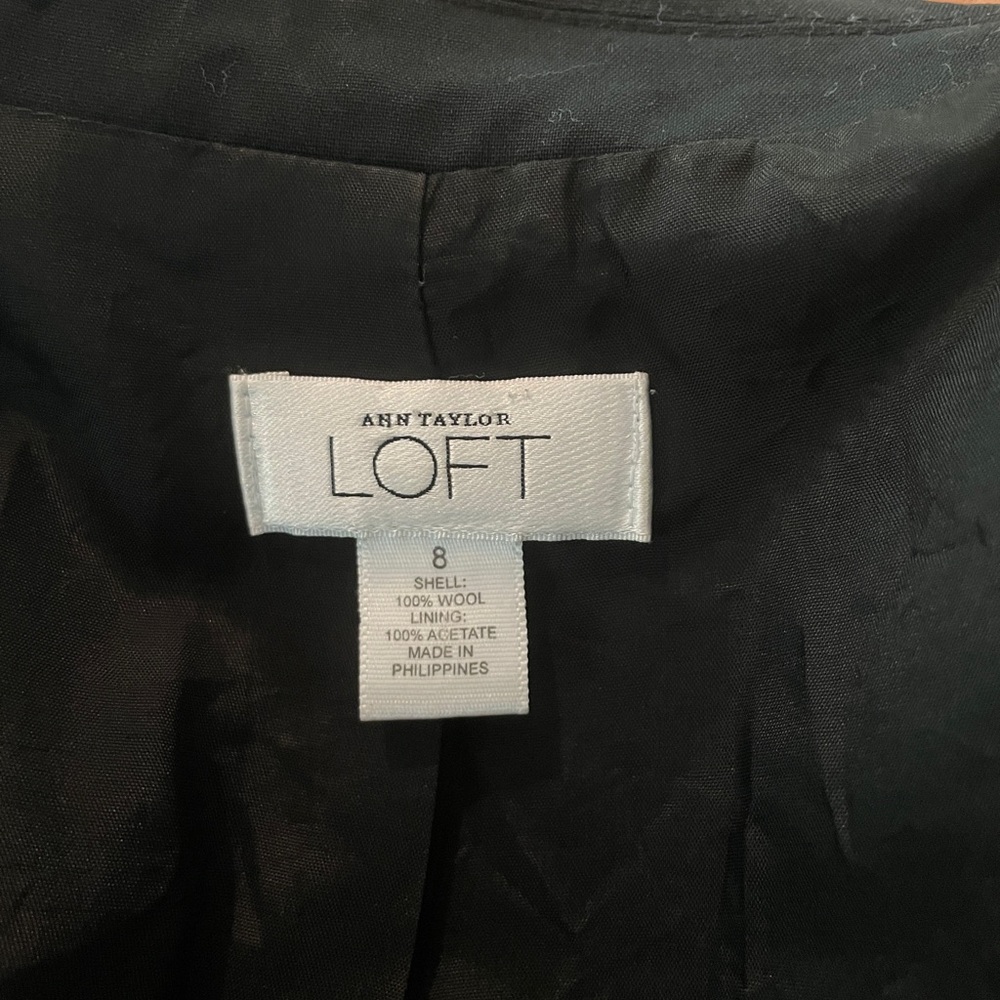 ANN TAYLOR
LOFT
8
SHELL:
100% WOOL
LINING:
100% ACETATE
MADE IN
PHILIPPINES